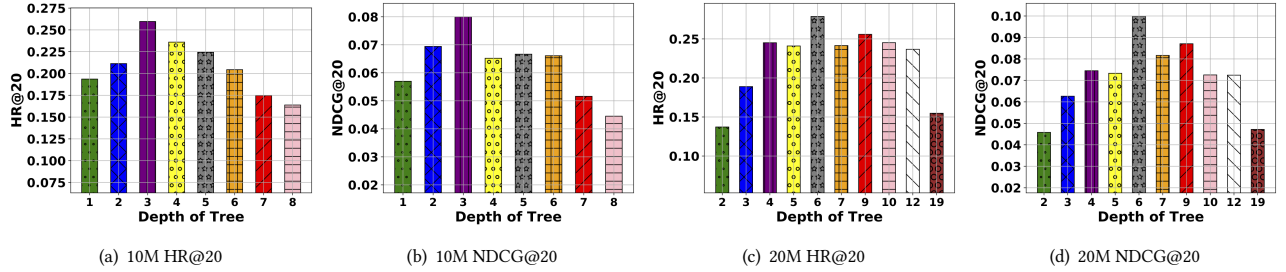 0.275
0.250
0.225
0.200
0.175
0.150
0.125
0.100
0.075
HR@20
1 2 3 4 5 6 7 8
Depth of Tree
(a) 10M HR@20
0.08
0.07
0.06
0.05
0.04
0.03
0.02
NDCG@20
1 2 3 4 5 6 7 8
Depth of Tree
(b) 10M NDCG@20
0.25
0.20
0.15
0.10
HR@20
2 3 4 5 6 7 9 10 12 19
Depth of Tree
(c) 20M HR@20
0.10
0.09
0.08
0.07
0.06
0.05
0.04
0.03
0.02
NDCG@20
2 3 4 5 6 7 9 10 12 19
Depth of Tree
(d) 20M NDCG@20